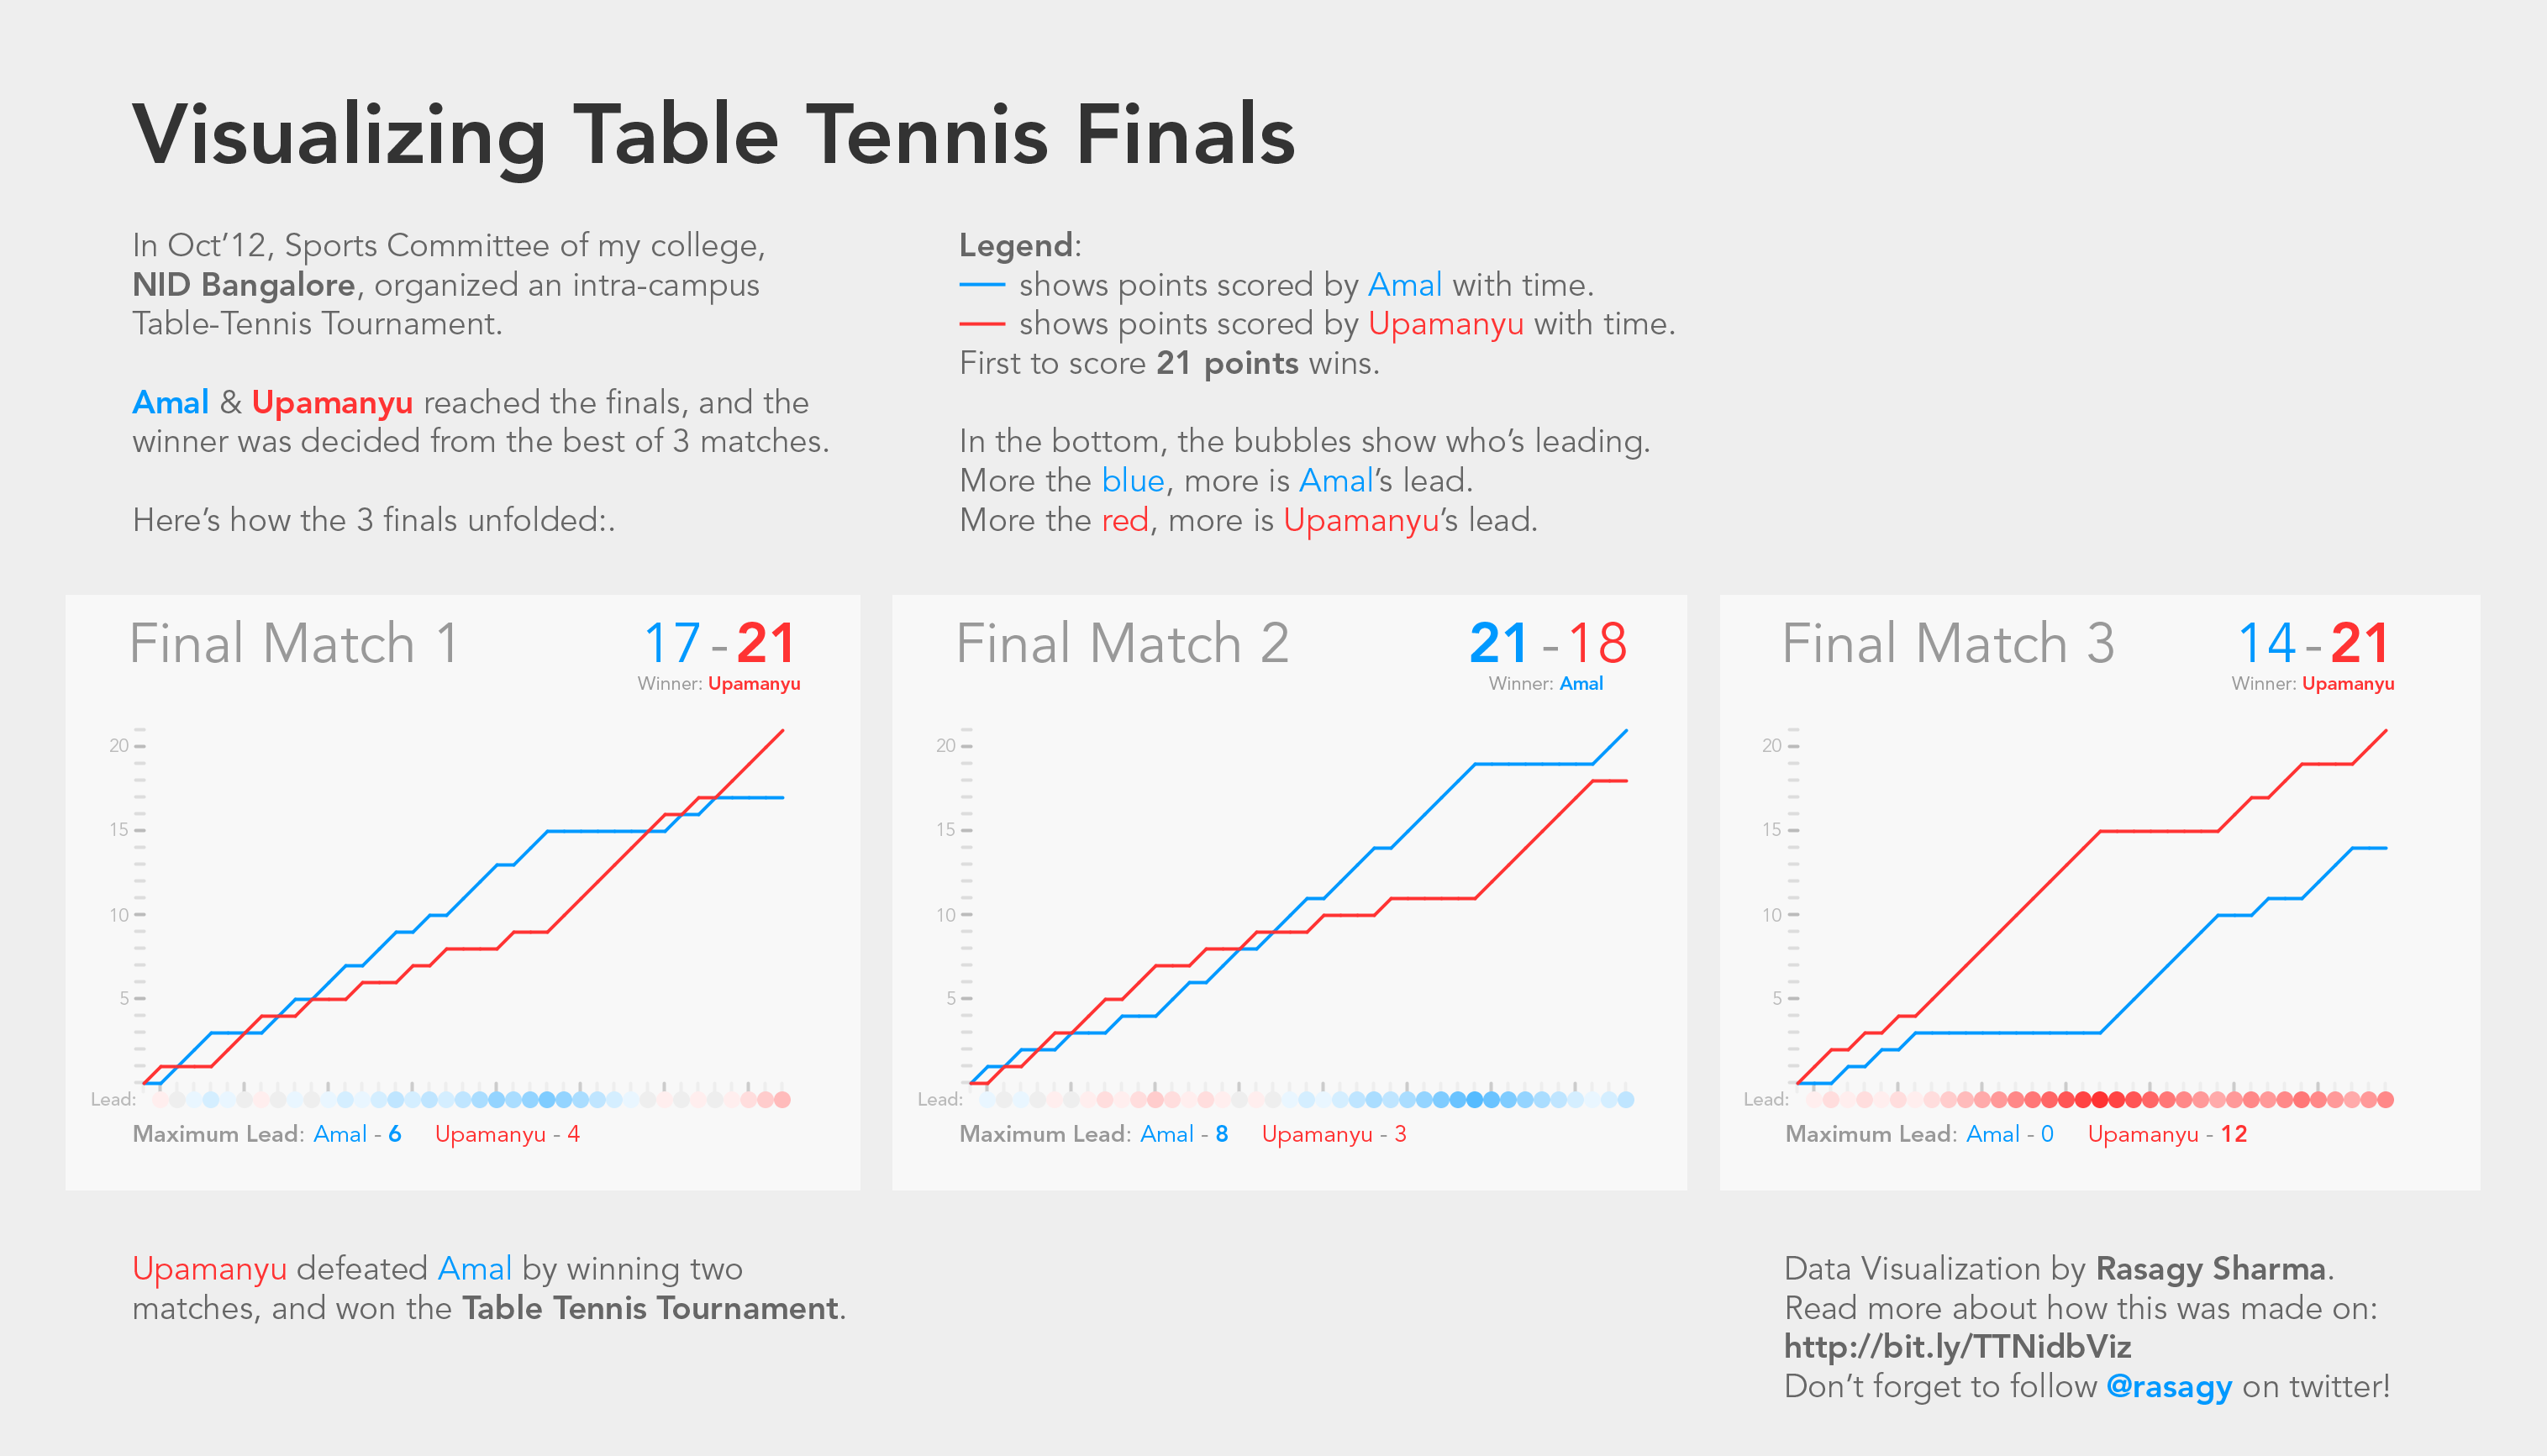 Visualizing Table Tennis Finals
In Oct’12, Sports Committee of my college,
NID Bangalore, organized an intra-campus
Table-Tennis Tournament.
Amal & Upamanyu reached the finals, and the
winner was decided from the best of 3 matches.
Here’s how the 3 finals unfolded:.
Legend:
shows points scored by Amal with time.
shows points scored by Upamanyu with time.
First to score 21 points wins.
In the bottom, the bubbles show who’s leading.
More the blue, more is Amal’s lead.
More the red, more is Upamanyu’s lead.
Final Match 1
17 - 21
Winner: Upamanyu
20
15
10
5
Lead:
Maximum Lead: Amal - 6 Upamanyu - 4
Final Match 2
21 - 18
Winner: Amal
20
15
10
5
Lead:
Maximum Lead: Amal - 8 Upamanyu - 3
Final Match 3
14 - 21
Winner: Upamanyu
20
15
10
5
Lead:
Maximum Lead: Amal - 0 Upamanyu - 12
Upamanyu defeated Amal by winning two
matches, and won the Table Tennis Tournament.
Data Visualization by Rasagy Sharma.
Read more about how this was made on:
http://bit.ly/TTNidbViz
Don’t forget to follow @rasagy on twitter!